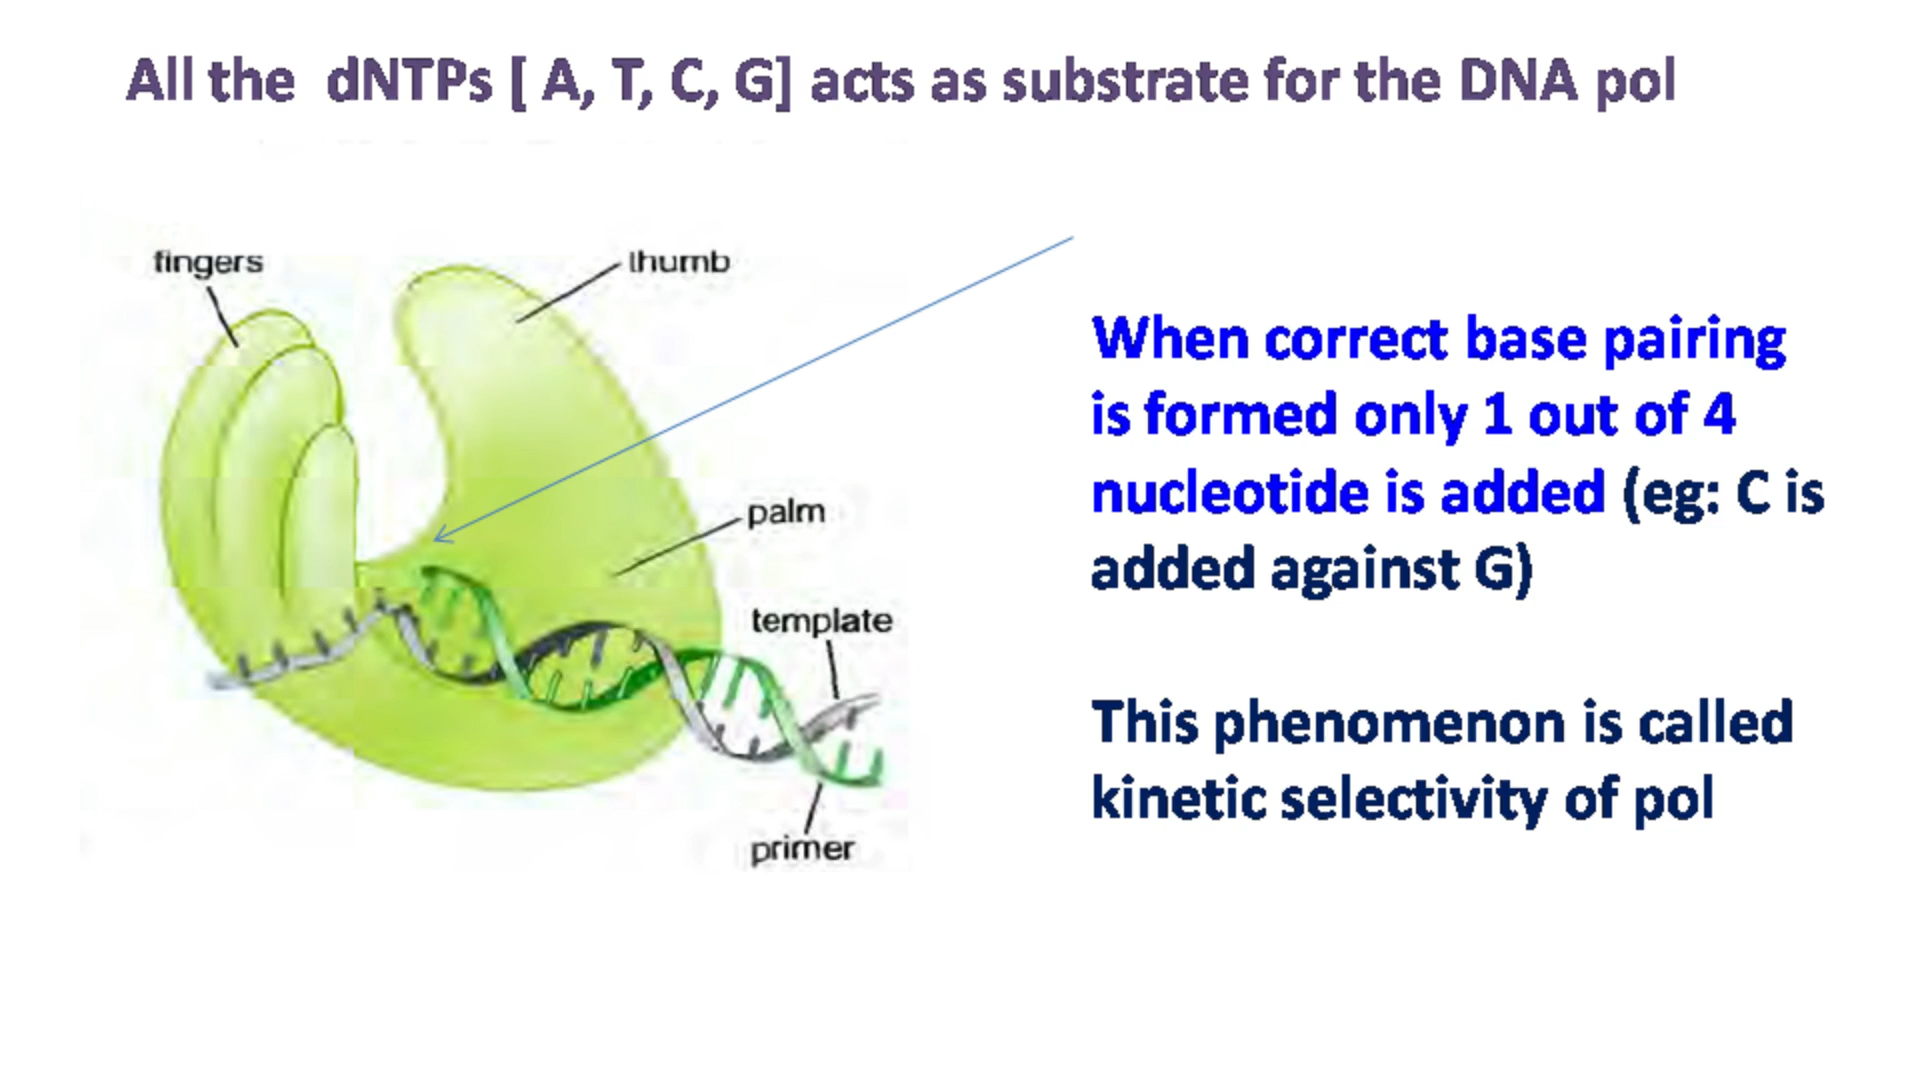 All the dNTPs [ A, T, C, G] acts as substrate for the DNA pol
fingers
thumb
palm
template
primer
When correct base pairing
is formed only 1 out of 4
nucleotide is added (eg: C is
added against G)
This phenomenon is called
kinetic selectivity of pol